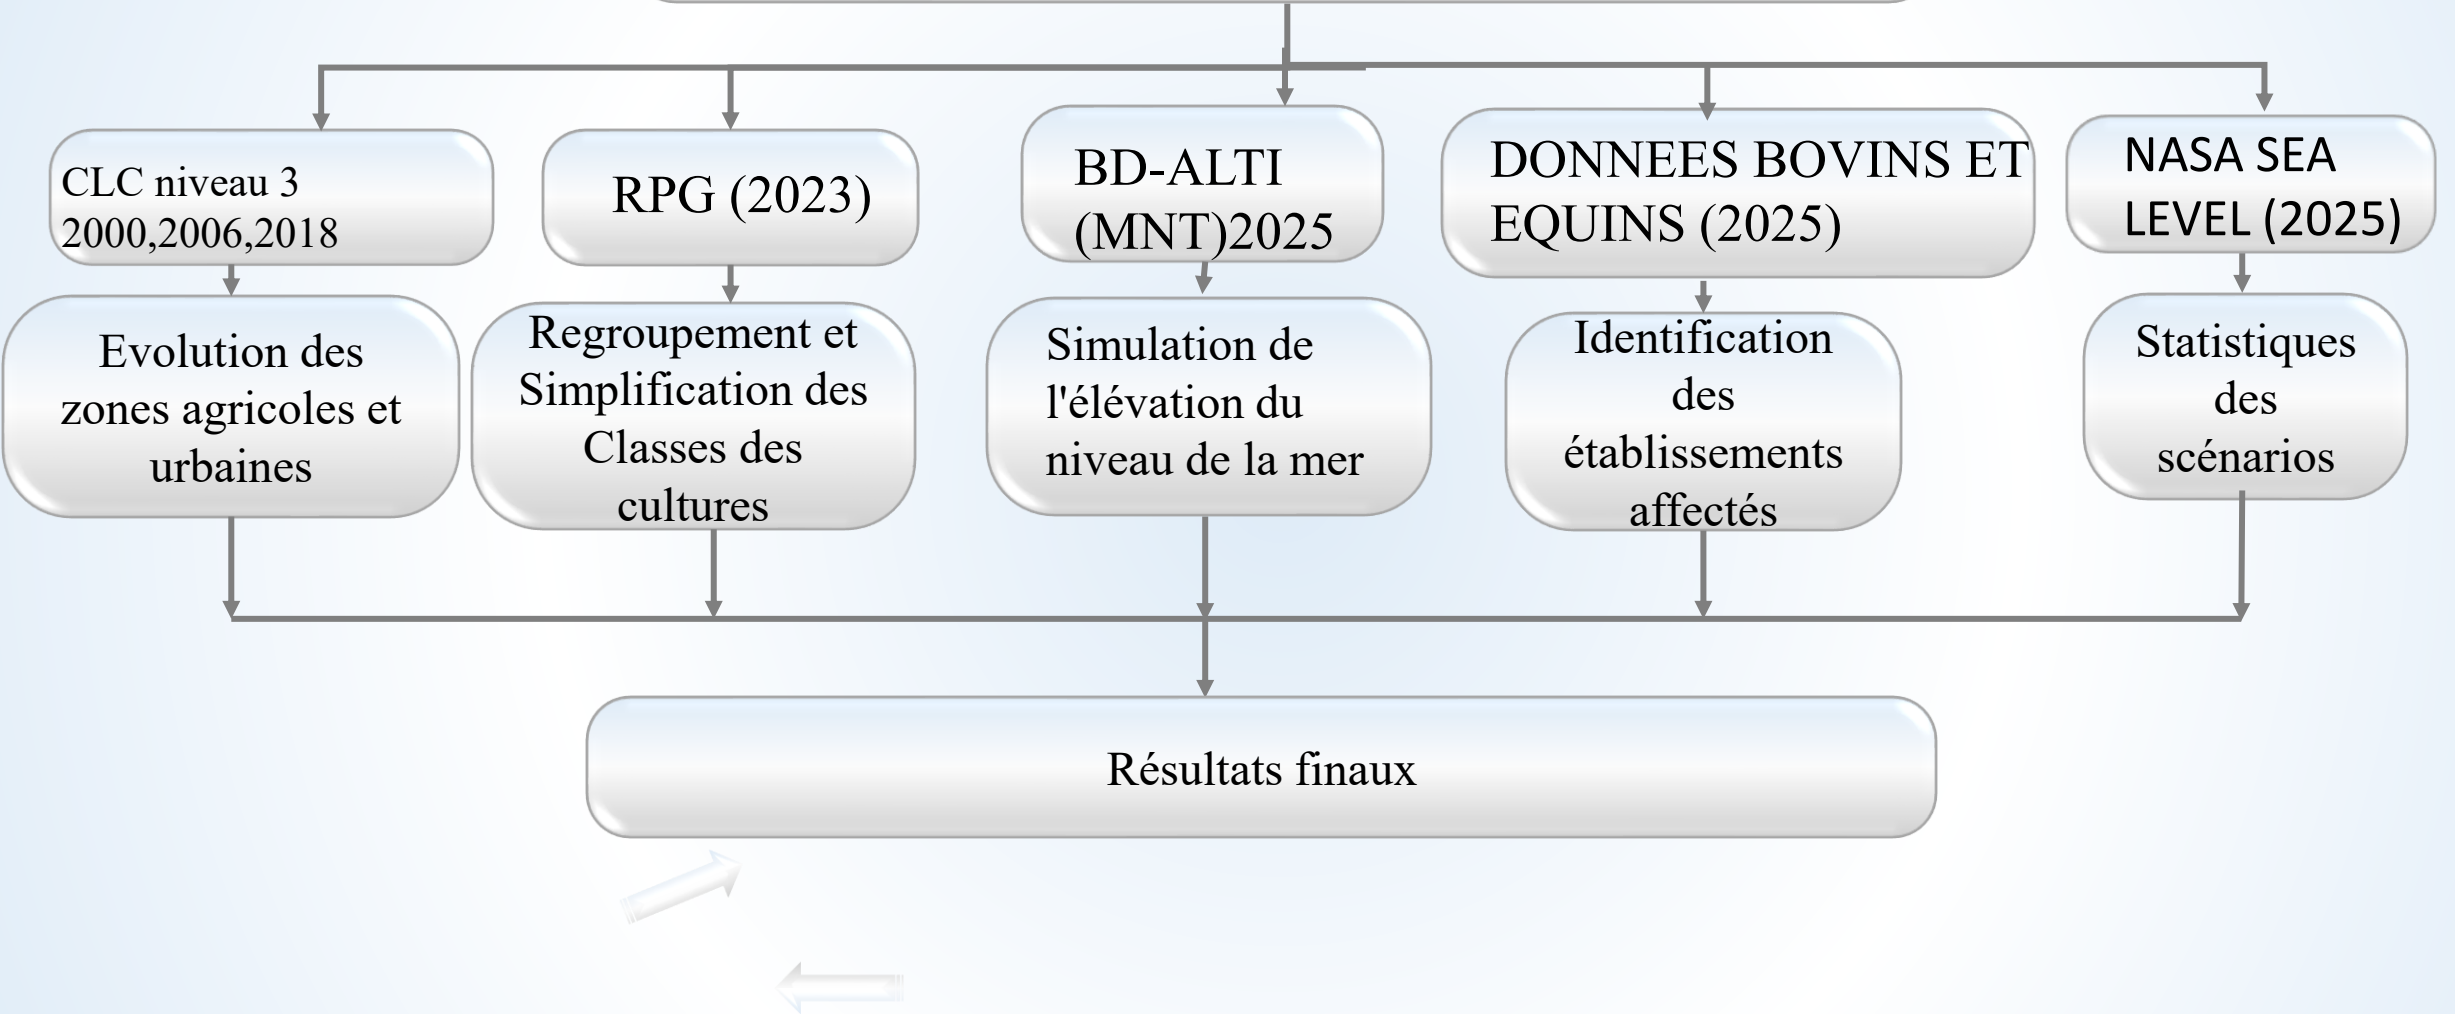 CLC niveau 3
2000,2006,2018
RPG (2023)
BD-ALTI
(MNT)2025
DONNEES BOVINS ET
EQUINS (2025)
NASA SEA
LEVEL (2025)
Evolution des
zones agricoles et
urbaines
Regroupement et
Simplification des
Classes des
cultures
Simulation de
l'élévation du
niveau de la mer
Identification
des
établissements
affectés
Statistiques
des
scénarios
Résultats finaux